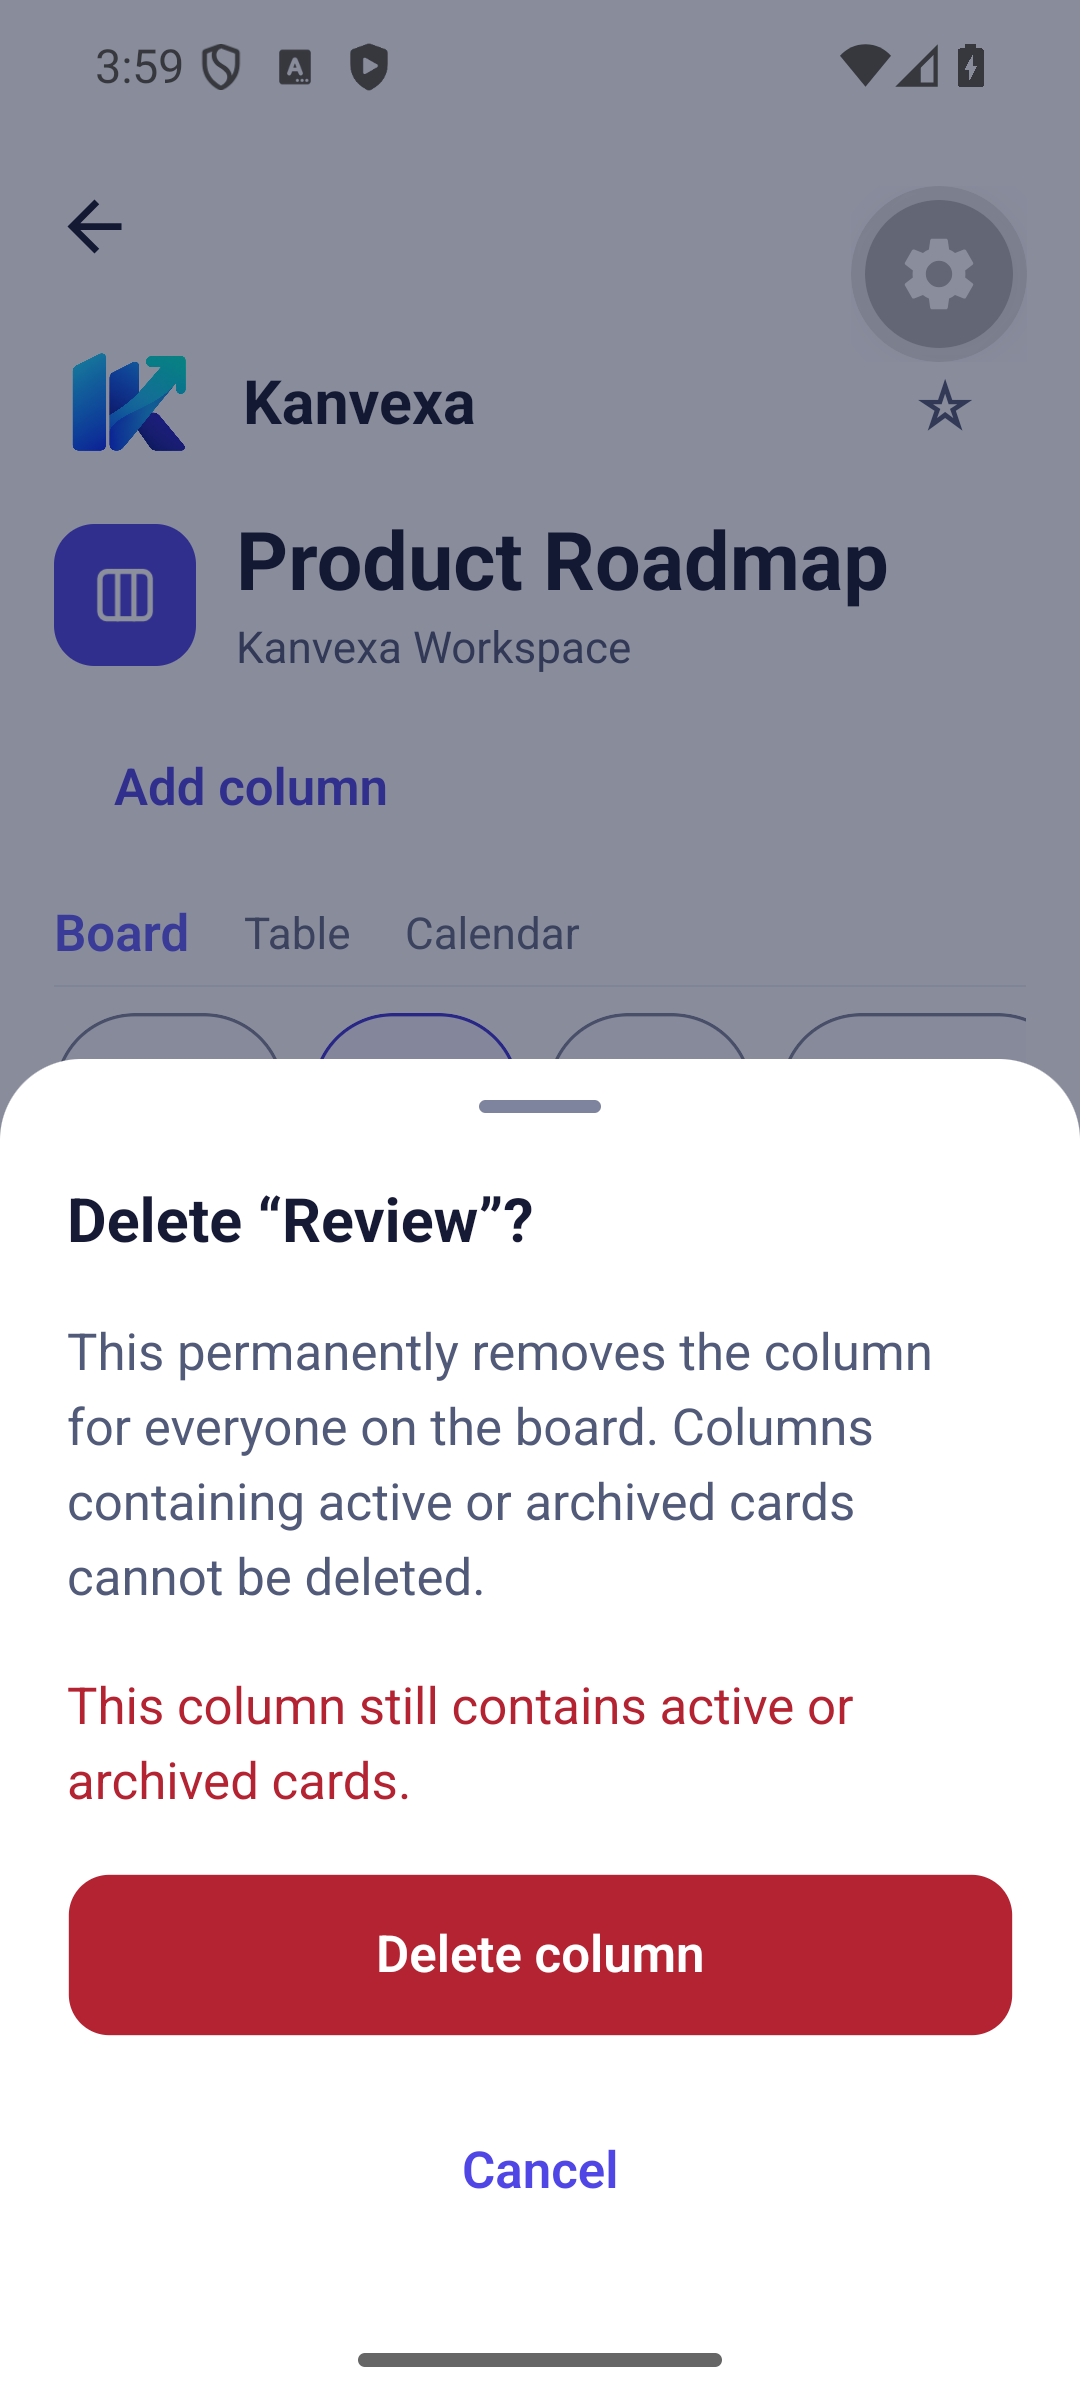 3:59
Kanvexa
Product Roadmap
Kanvexa Workspace
Add column
Board Table Calendar
Delete “Review”?
This permanently removes the column
for everyone on the board. Columns
containing active or archived cards
cannot be deleted.
This column still contains active or
archived cards.
Delete column
Cancel